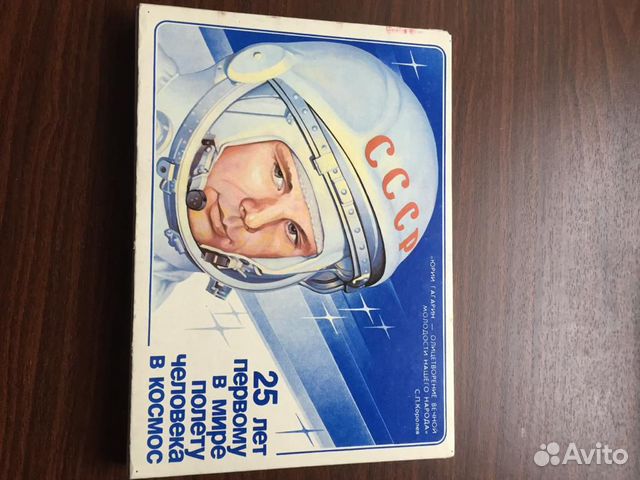 СССР
«ЮРИЙ ГАГАРИН – ОЛИЦЕТВОРЕНИЕ ВЕЧНОЙ
МОЛОДОСТИ НАШЕГО НАРОДА»
С.П.Королев
25 лет
первому
в мире
полету
человека
в космос
Avito